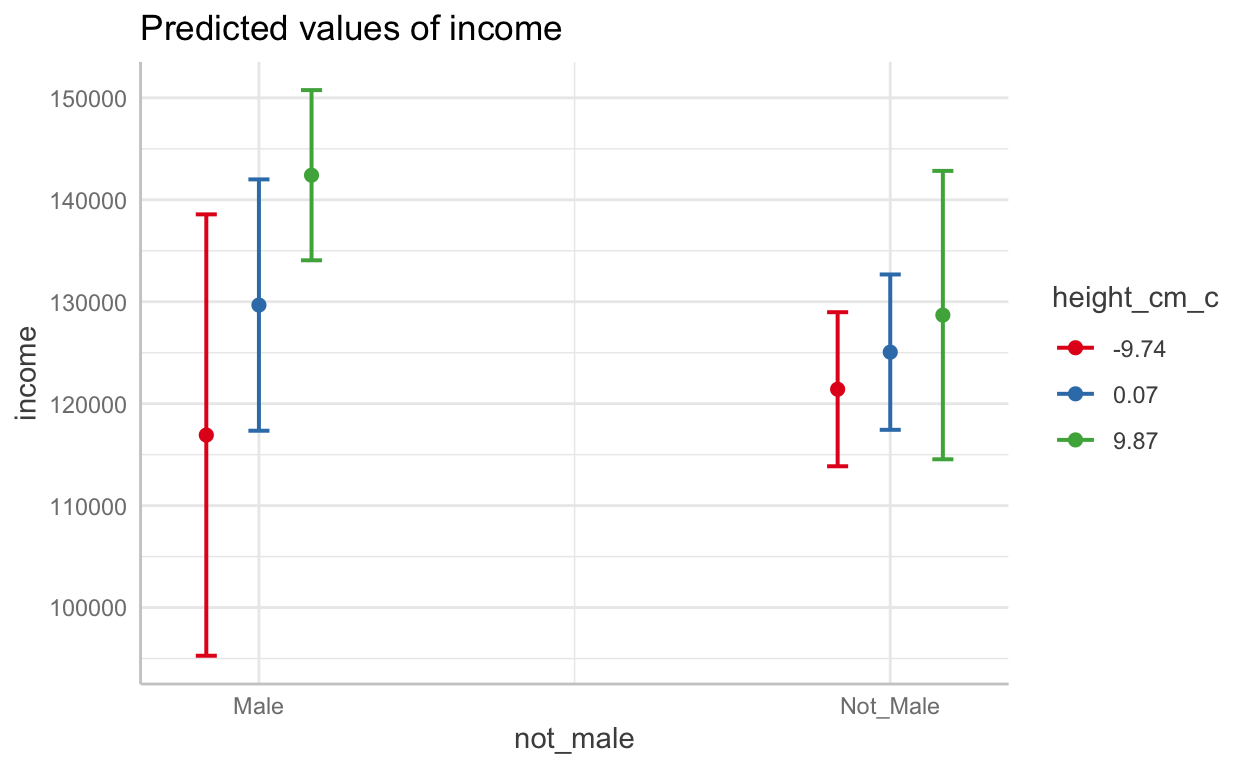 Predicted values of income
150000
140000
130000
120000
110000
100000
income
Male
Not_Male
not_male
height_cm_c
-9.74
0.07
9.87